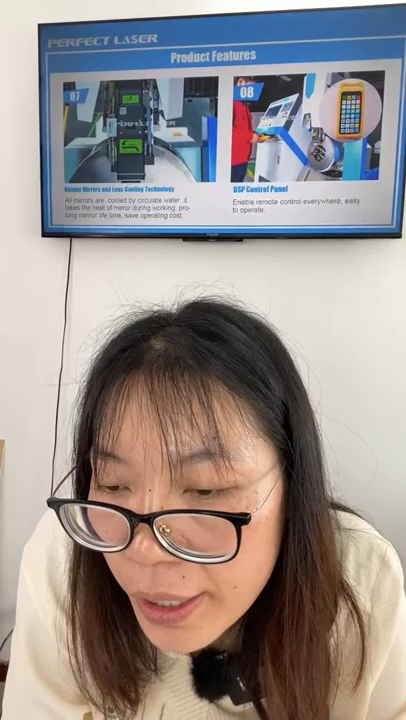 PERFECT LASER
Product Features
07
08
Unique Mirrors and Lens Cooling Technology
All mirrors are cooled by circulate water, it
takes the heat of mirror during working, pro-
long mirror life time, save operating cost.
DSP Control Panel
Enable remote control everywhere, easy
to operate.